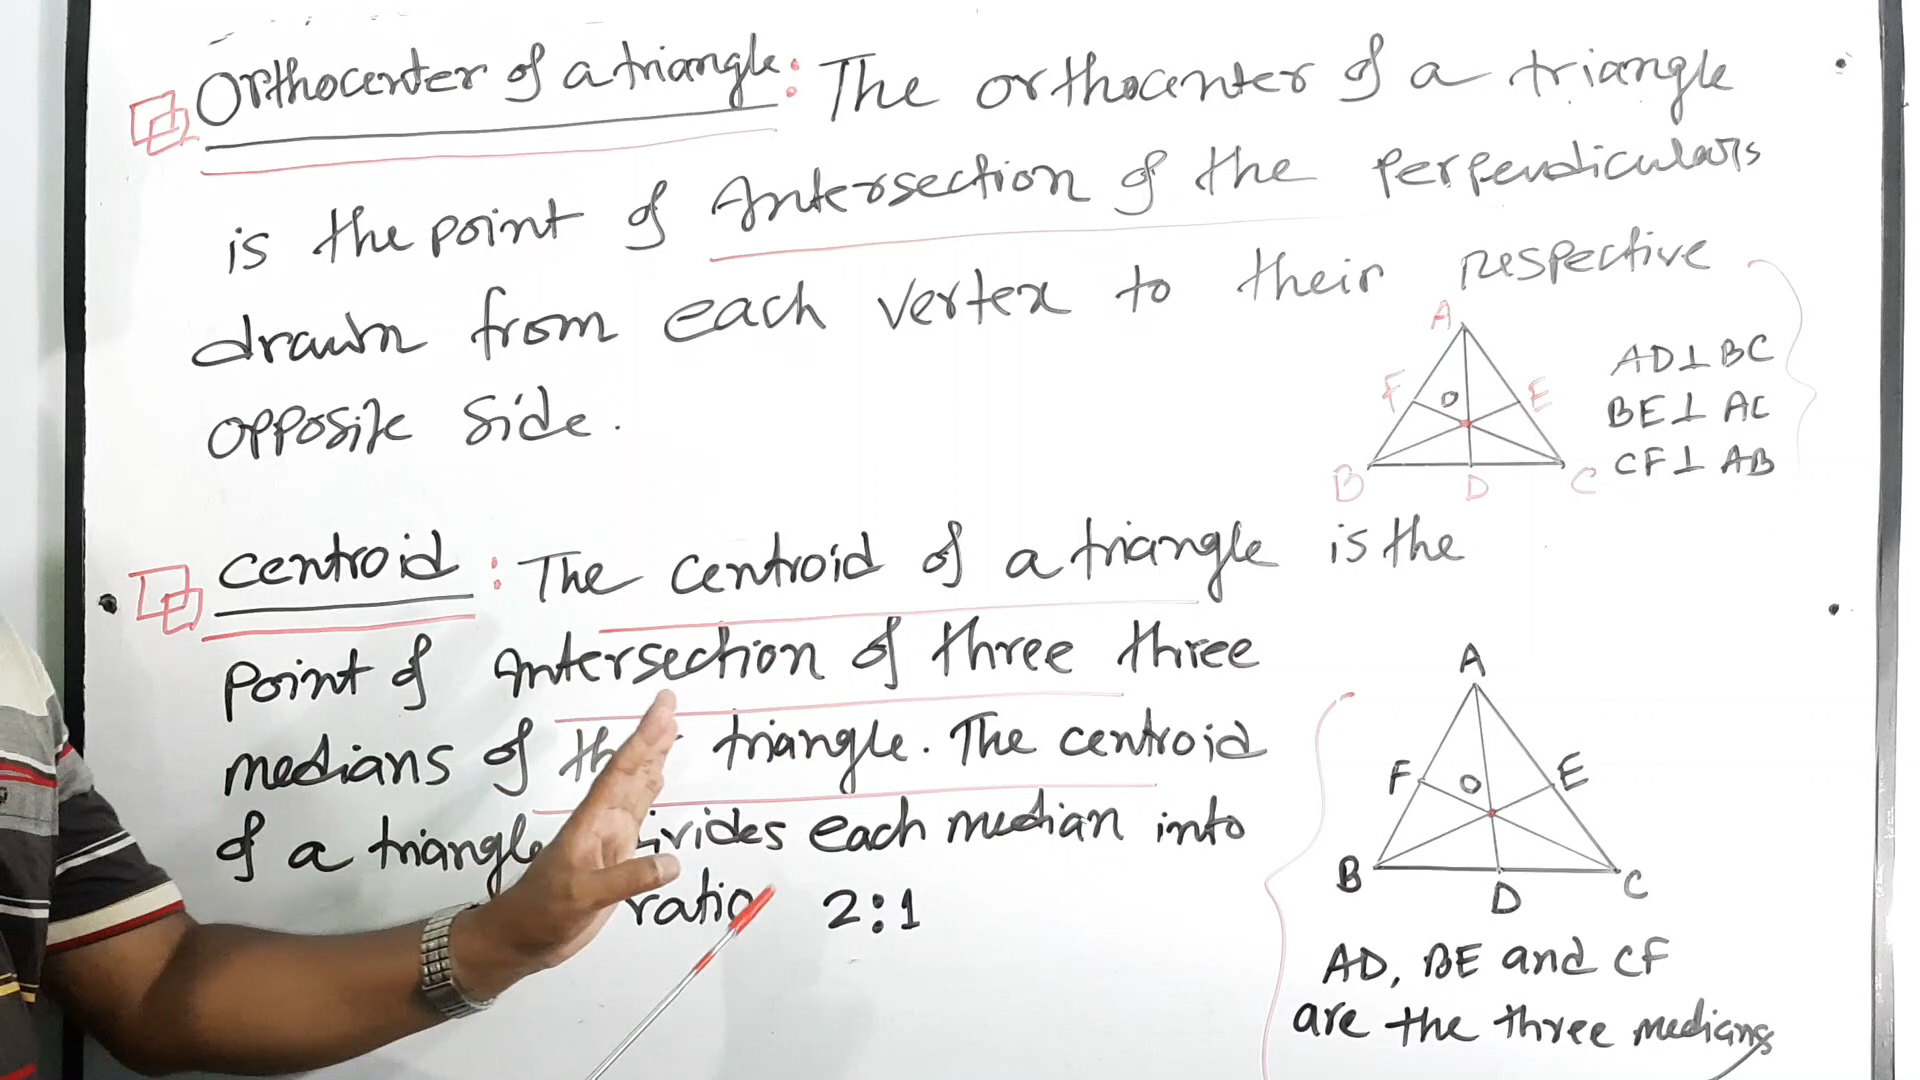 Orthocenter of a triangle: The orthocenter of a triangle
is the point of Intersection of the perpendiculars
drawn from each vertex to their respective
opposite side.
A
F
O
E
B
D
C
AD⊥BC
BE⊥AC
CF⊥AB
Centroid: The centroid of a triangle is the
Point of Intersection of three three
medians of triangle. The centroid
of a triangle each median into
ratio 2:1
A
F
O
E
B
D
C
AD, BE and CF
are the three medians